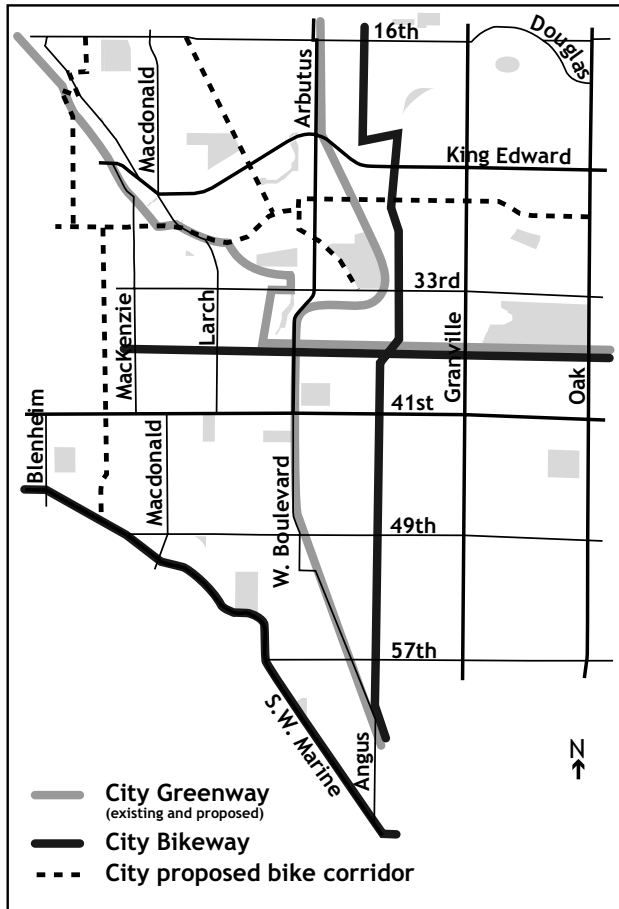 16th
Douglas
Macdonald
Arbutus
King Edward
33rd
MacKenzie
Larch
Granville
Oak
41st
Blenheim
Macdonald
W. Boulevard
49th
57th
S.W. Marine
Angus
N
City Greenway
(existing and proposed)
City Bikeway
City proposed bike corridor